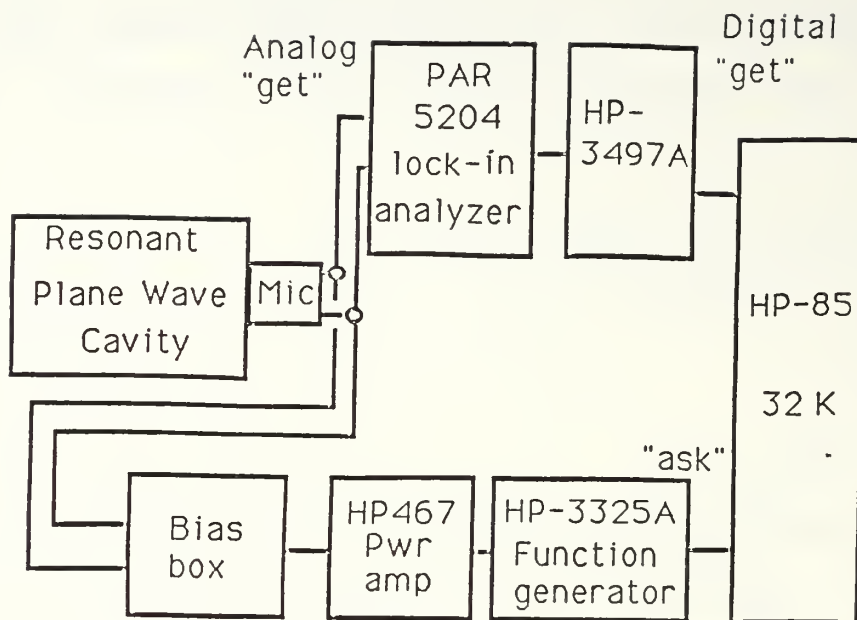 Analog
"get"
PAR
5204
lock-in
analyzer
HP-
3497A
Digital
"get"
Resonant
Plane Wave
Cavity
Mic
HP-85
32 K
"ask"
Bias
box
HP467
Pwr
amp
HP-3325A
Function
generator